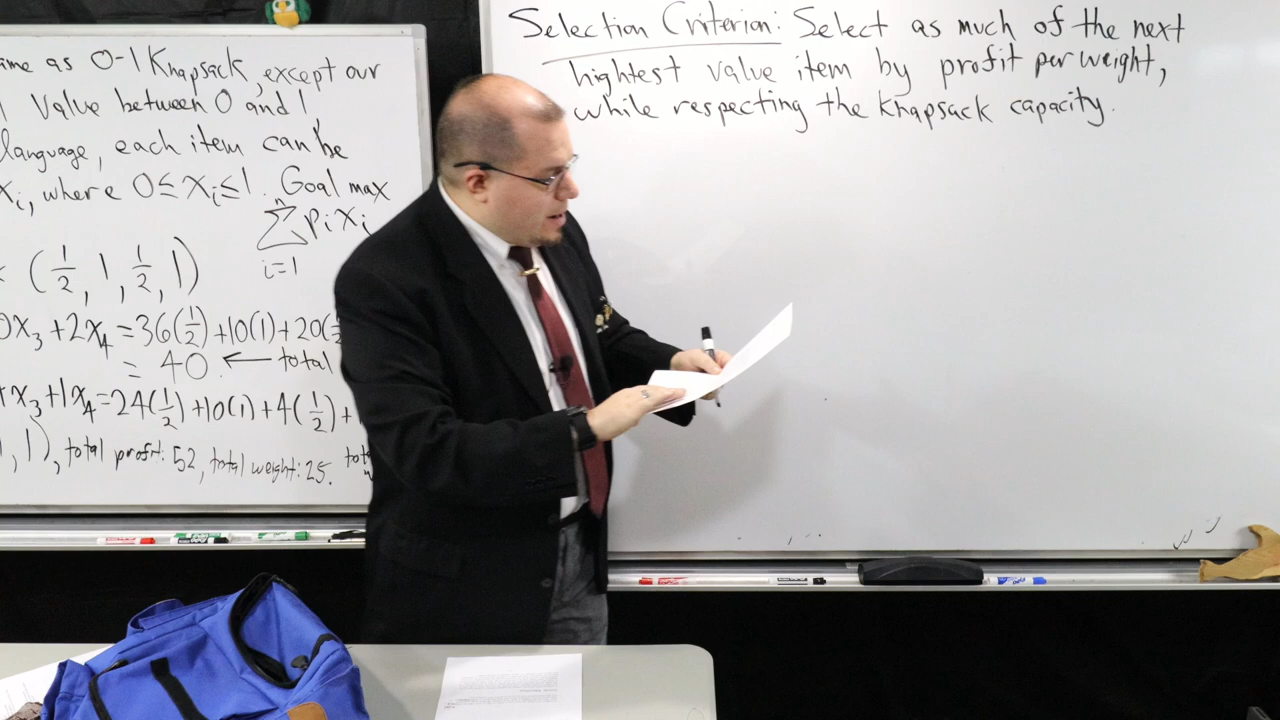 ame as 0-1 Knapsack, except our
Value between 0 and 1,
language, each item can be
xᵢ, where 0 ≤ xᵢ ≤ 1. Goal max
n
∑ pᵢxᵢ
i=1
(1/2, 1, 1/2, 1)
0x₃ + 2x₄ = 36(1/2) + 10(1) + 20(
= 40 ← total
x₃ + 1x₄ = 24(1/2) + 10(1) + 4(1/2) +
, 1), total profit: 52, total weight: 25.
Selection Criterion: Select as much of the next
highest value item by profit per weight,
while respecting the knapsack capacity.